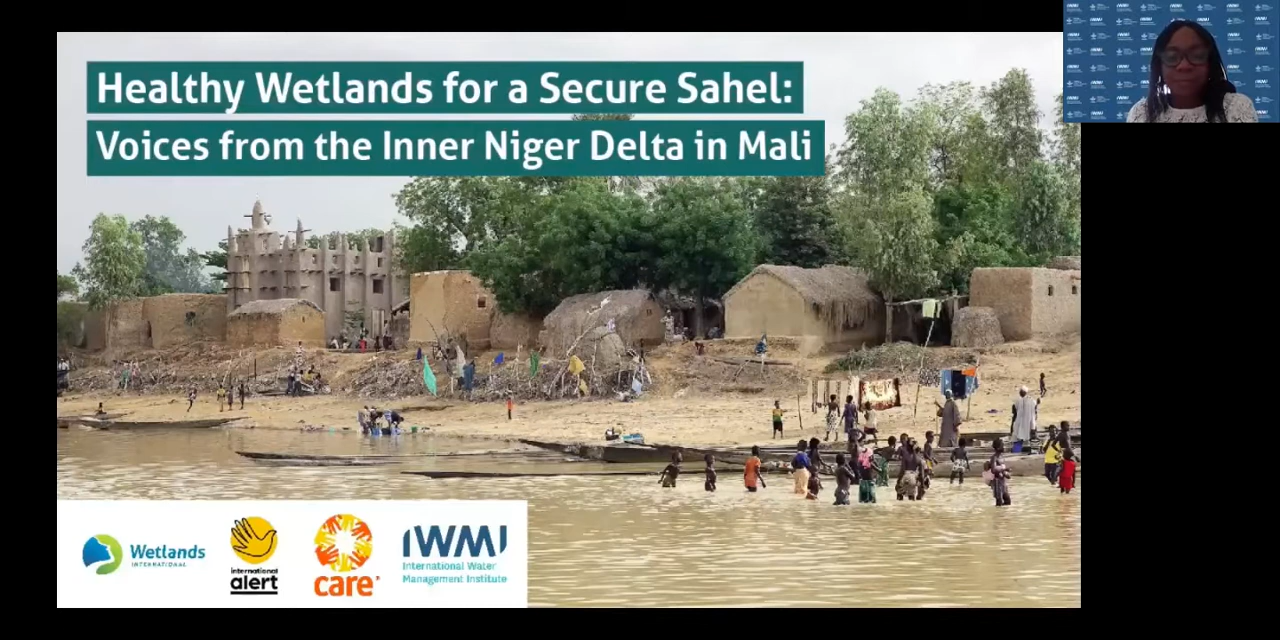 Healthy Wetlands for a Secure Sahel:
Voices from the Inner Niger Delta in Mali
Wetlands
INTERNATIONAL
international
alert
care
IWMI
International Water
Management Institute
IWMI